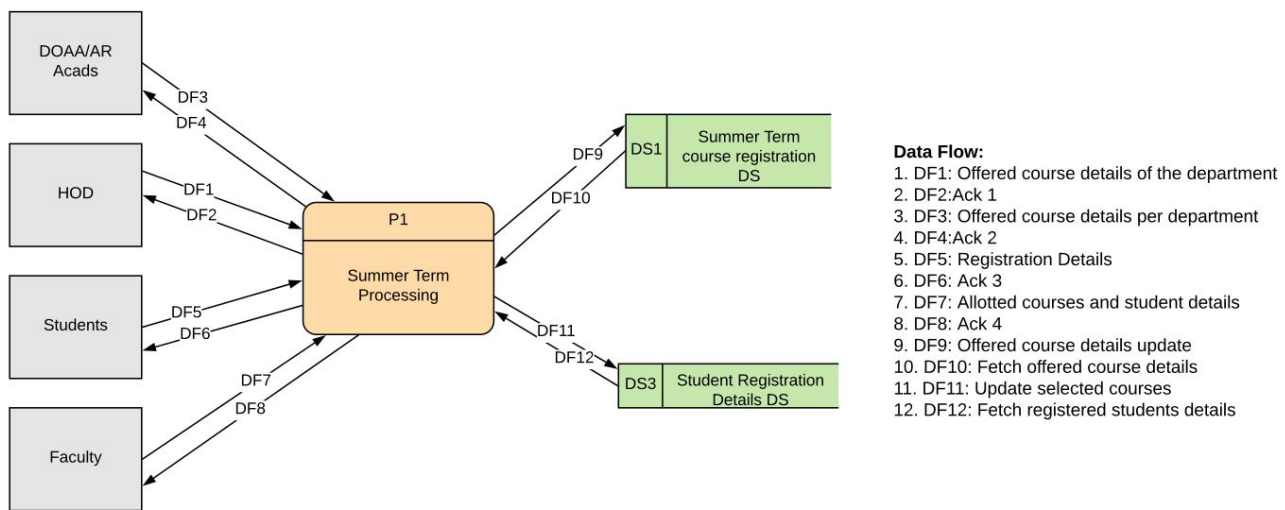 DOAA/AR
Acads
HOD
Students
Faculty
DF3
DF4
DF1
DF2
DF5
DF6
DF7
DF8
P1
Summer Term
Processing
DF9
DF10
DF11
DF12
DS1
Summer Term
course registration
DS
DS3
Student Registration
Details DS
Data Flow:
1. DF1: Offered course details of the department
2. DF2:Ack 1
3. DF3: Offered course details per department
4. DF4:Ack 2
5. DF5: Registration Details
6. DF6: Ack 3
7. DF7: Allotted courses and student details
8. DF8: Ack 4
9. DF9: Offered course details update
10. DF10: Fetch offered course details
11. DF11: Update selected courses
12. DF12: Fetch registered students details